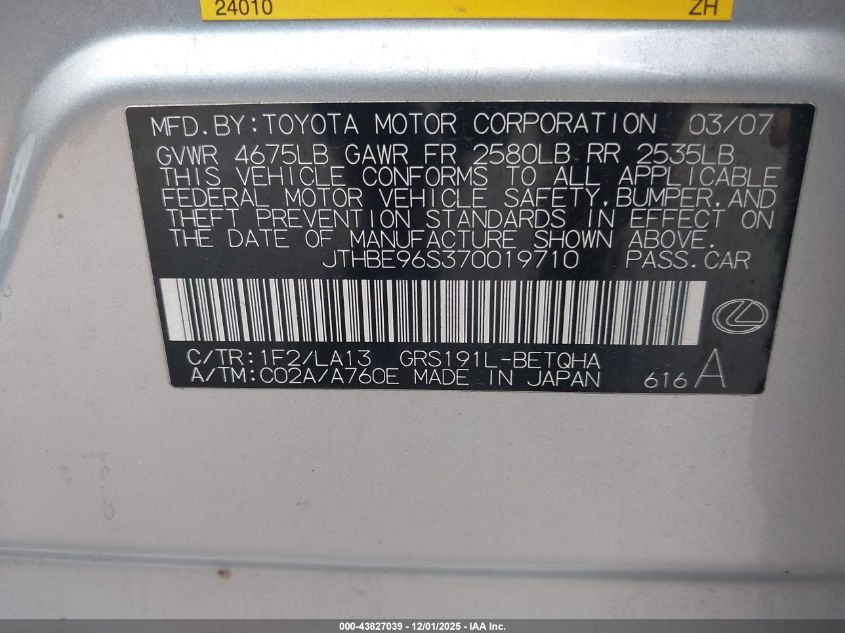 24010 ZH
MFD. BY: TOYOTA MOTOR CORPORATION 03/07
GVWR 4675LB GAWR FR 2580LB RR 2535LB
THIS VEHICLE CONFORMS TO ALL APPLICABLE
FEDERAL MOTOR VEHICLE SAFETY, BUMPER, AND
THEFT PREVENTION STANDARDS IN EFFECT ON
THE DATE OF MANUFACTURE SHOWN ABOVE.
JTHBE96S370019710 PASS. CAR
C/TR: 1F2/LA13 GRS191L-BETQHA
A/TM: C02A/A760E MADE IN JAPAN 616 A
000-43827039 - 12/01/2025 - IAA Inc.